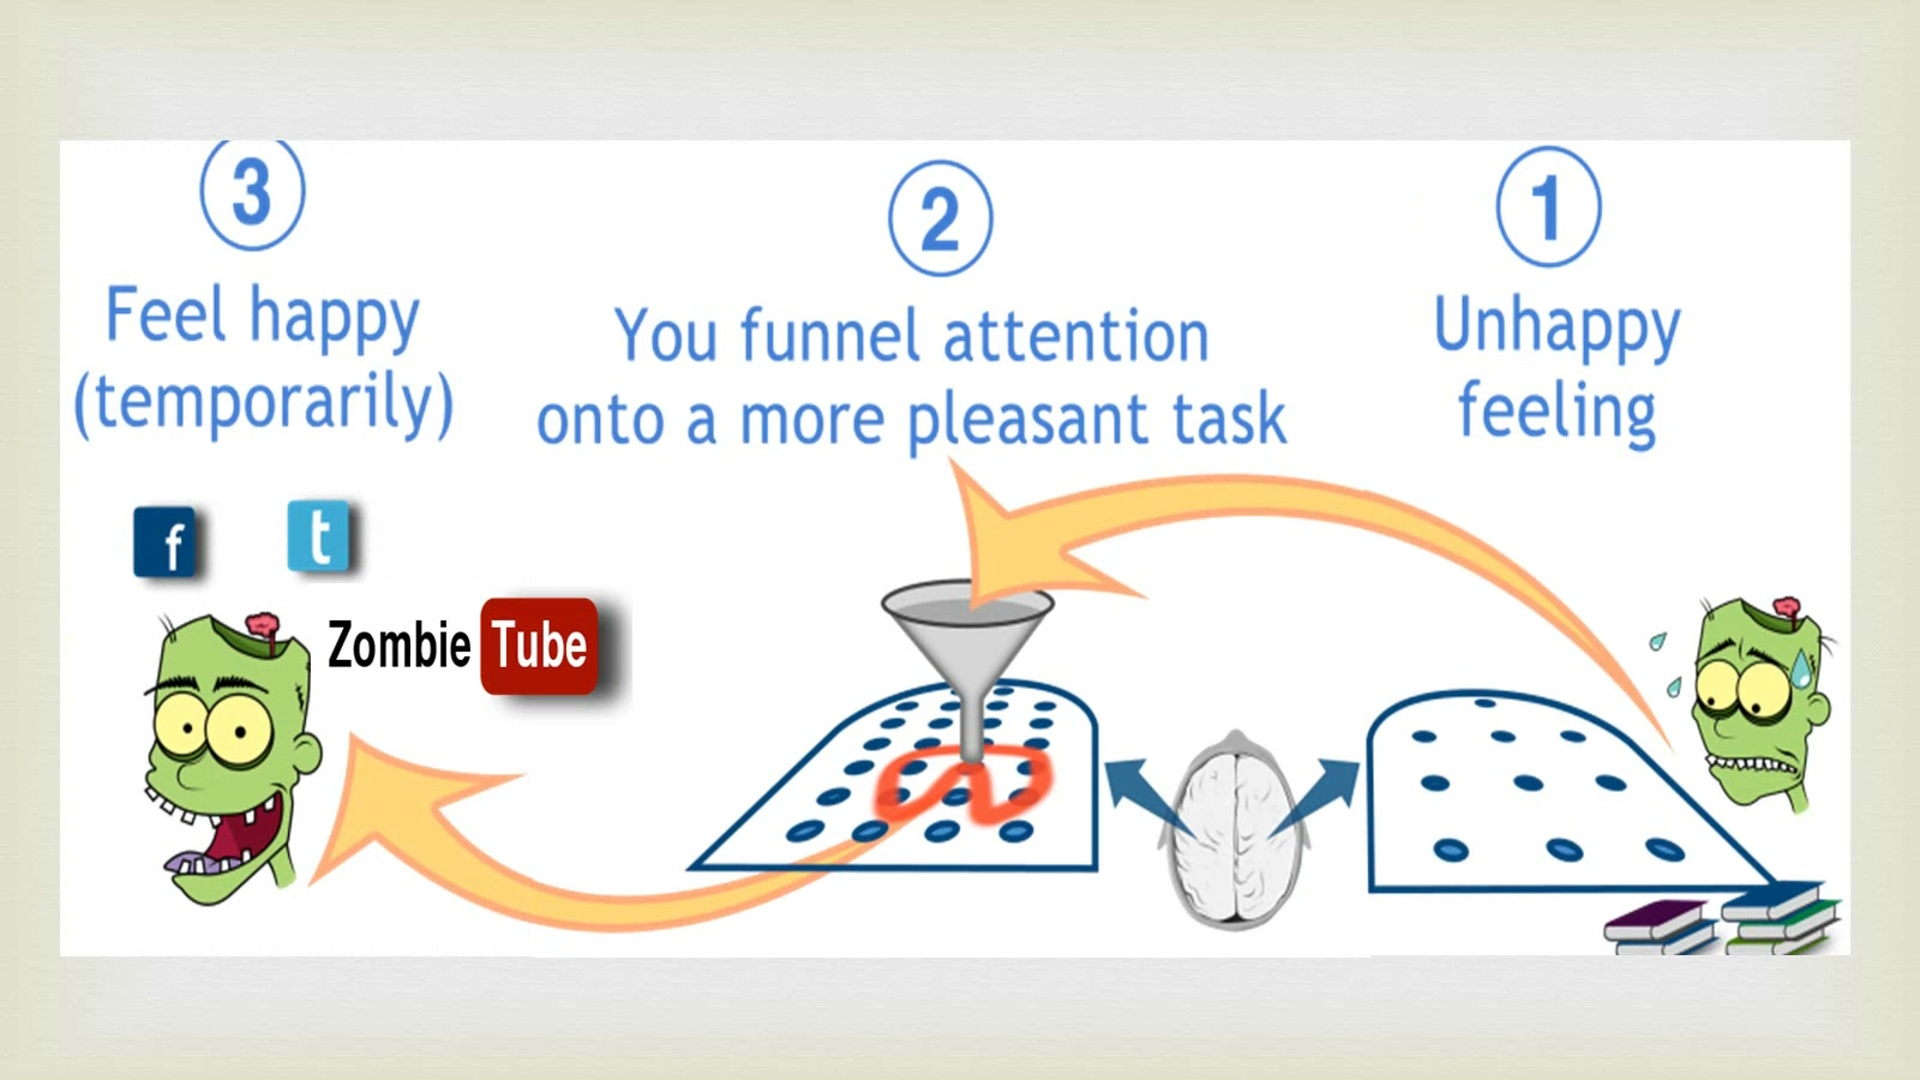 3
Feel happy
(temporarily)
2
You funnel attention
onto a more pleasant task
1
Unhappy
feeling
f
t
Zombie Tube